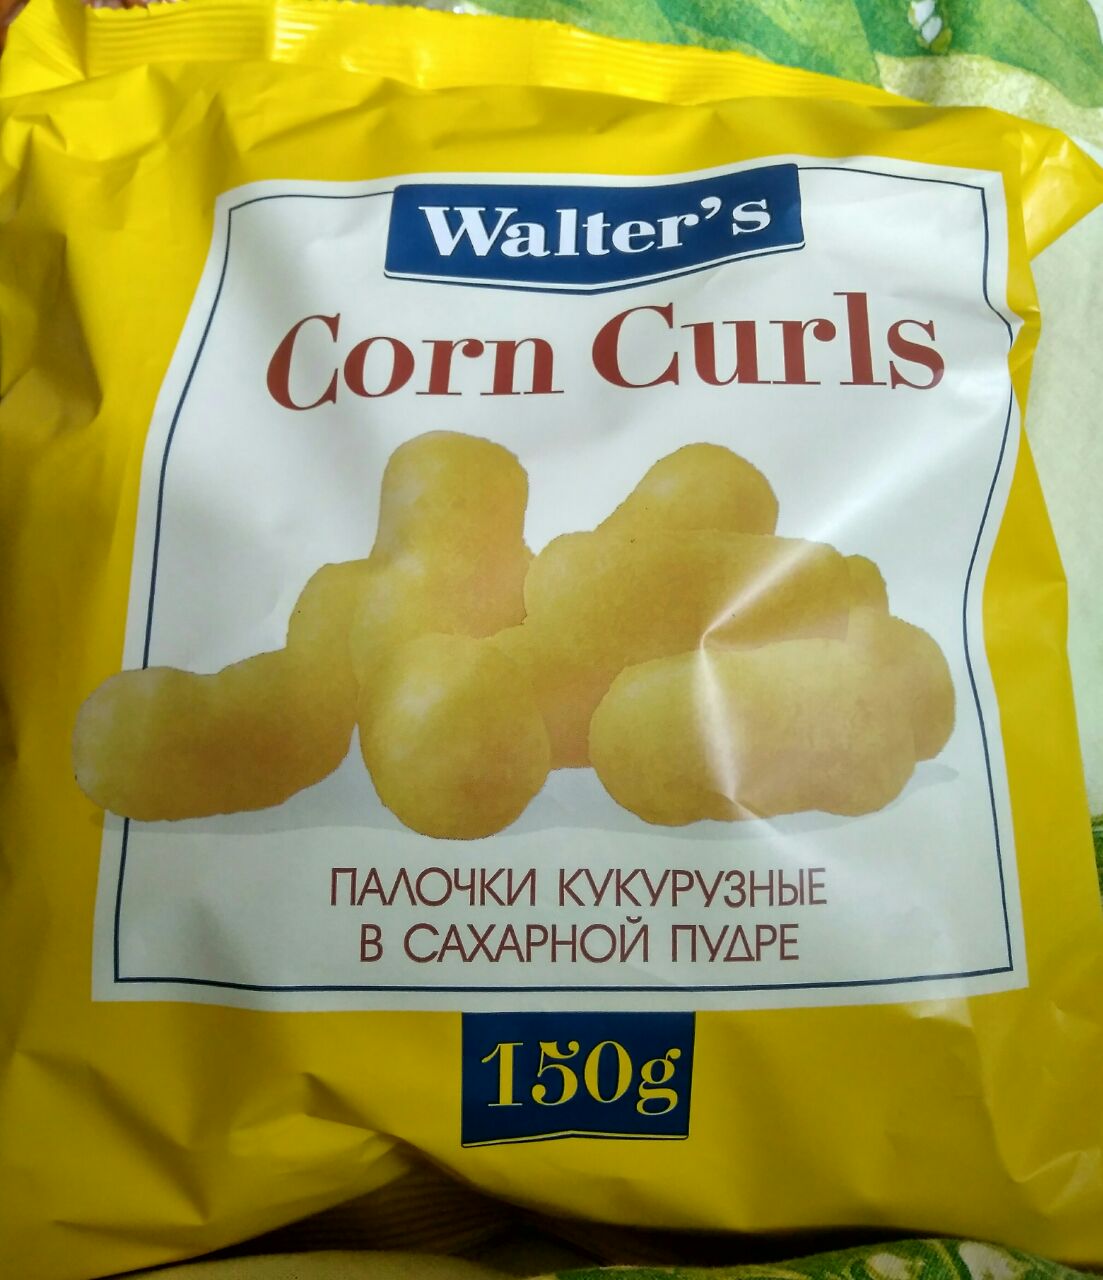 Walter's
Corn Curls
ПАЛОЧКИ КУКУРУЗНЫЕ
В САХАРНОЙ ПУДРЕ
150g